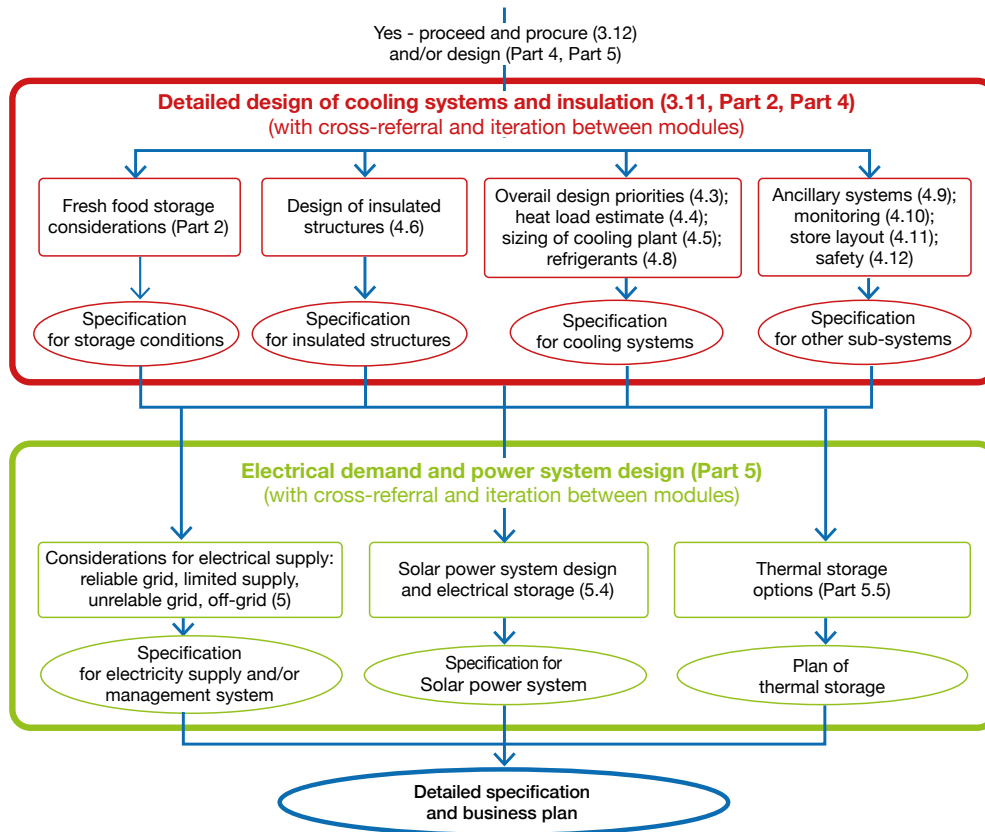 Yes - proceed and procure (3.12)
and/or design (Part 4, Part 5)
Detailed design of cooling systems and insulation (3.11, Part 2, Part 4)
(with cross-referral and iteration between modules)
Fresh food storage
considerations (Part 2)
Design of insulated
structures (4.6)
Overail design priorities (4.3);
heat load estimate (4.4);
sizing of cooling plant (4.5);
refrigerants (4.8)
Ancillary systems (4.9);
monitoring (4.10);
store layout (4.11);
safety (4.12)
Specification
for storage conditions
Specification
for insulated structures
Specification
for cooling systems
Specification
for other sub-systems
Electrical demand and power system design (Part 5)
(with cross-referral and iteration between modules)
Considerations for electrical supply:
reliable grid, limited supply,
unrelable grid, off-grid (5)
Solar power system design
and electrical storage (5.4)
Thermal storage
options (Part 5.5)
Specification
for electricity supply and/or
management system
Specification for
Solar power system
Plan of
thermal storage
Detailed specification
and business plan